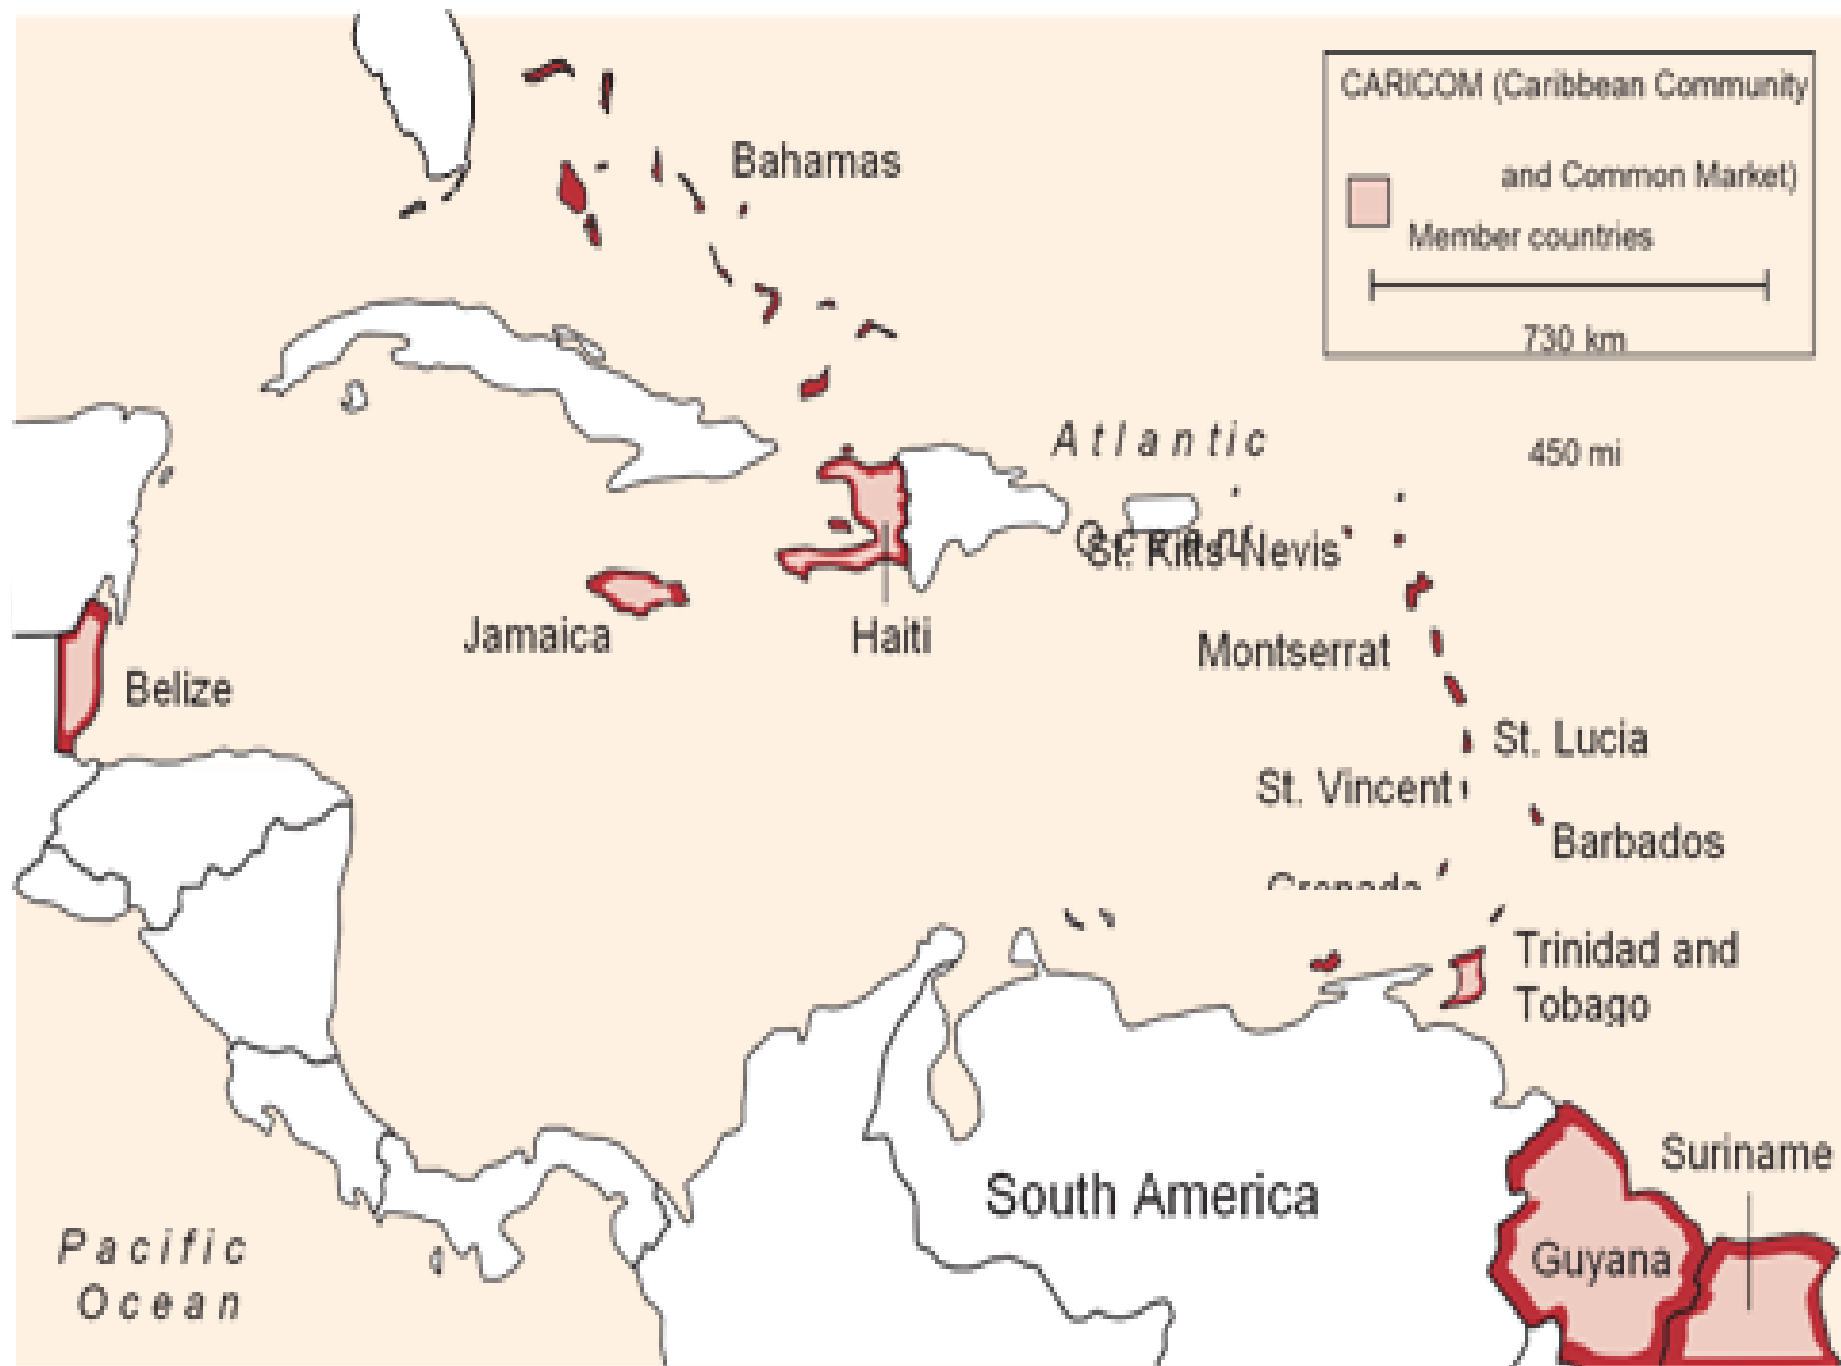 CARICOM (Caribbean Community
and Common Market)
Member countries
730 km
450 mi
Bahamas
Atlantic
St. Kitts-Nevis
Jamaica
Haiti
Montserrat
Belize
St. Lucia
St. Vincent
Barbados
Grenada
Trinidad and
Tobago
South America
Suriname
Guyana
Pacific
Ocean